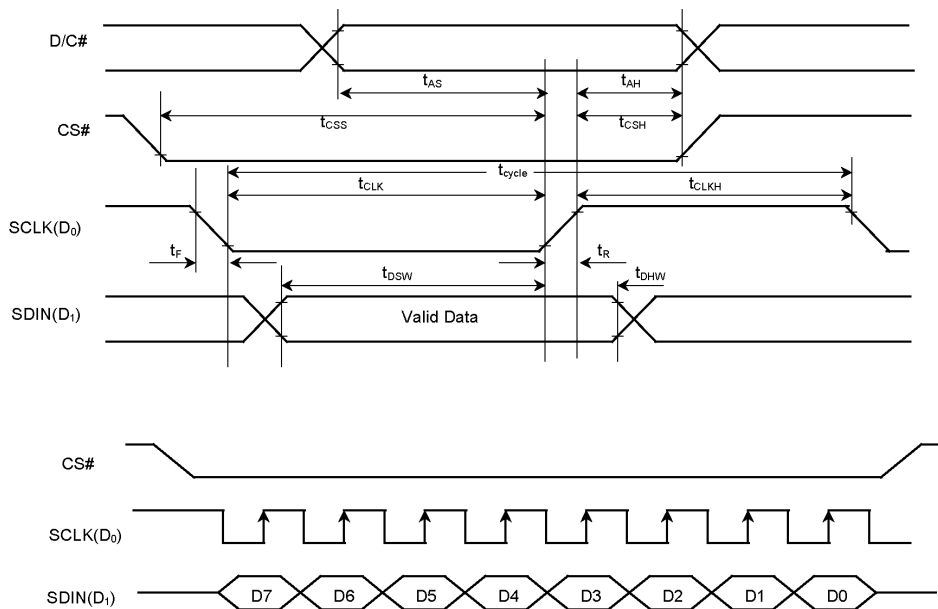 D/C#
tAS
tAH
CS#
tCSS
tCSH
tcycle
tCLK
tCLKH
SCLK(D0)
tF
tR
tDSW
tDHW
SDIN(D1)
Valid Data
CS#
SCLK(D0)
SDIN(D1)
D7 D6 D5 D4 D3 D2 D1 D0